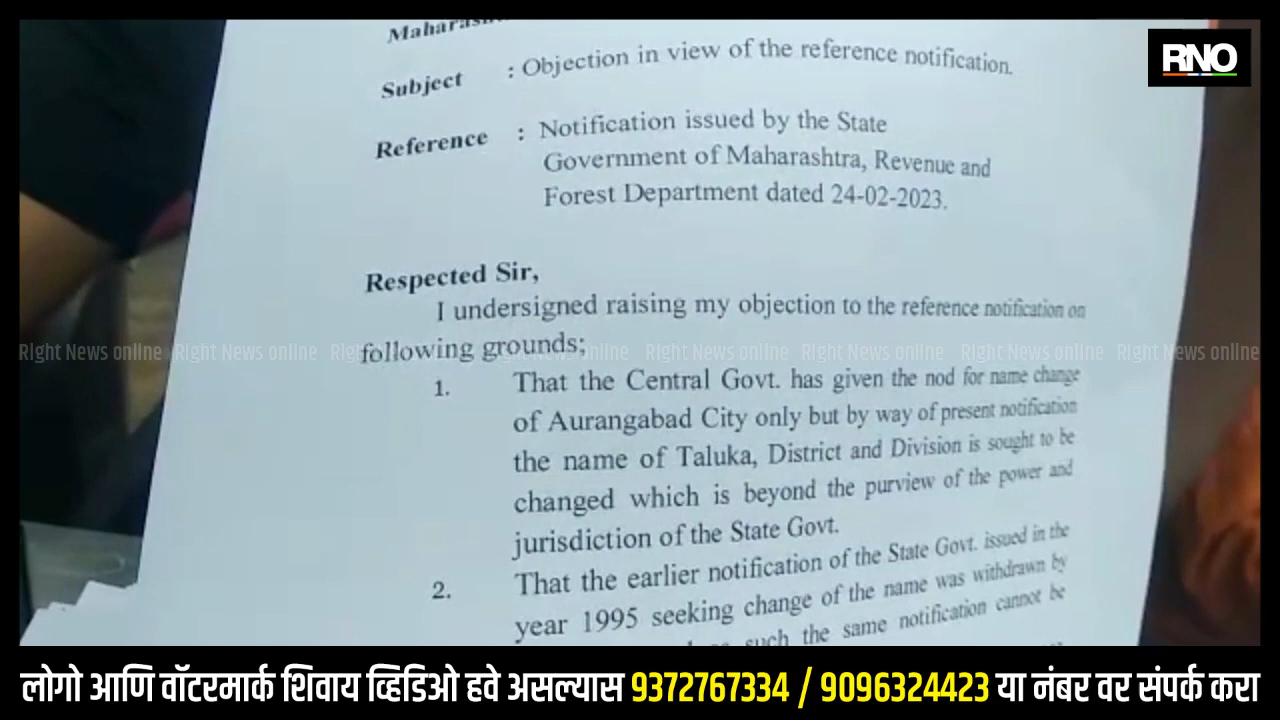 RNO
Subject : Objection in view of the reference notification.
Reference : Notification issued by the State
Government of Maharashtra, Revenue and
Forest Department dated 24-02-2023.
Respected Sir,
I undersigned raising my objection to the reference notification on
following grounds;
Right News online Right News online Right News online Right News online Right News online Right News online Right News online Right News online
1. That the Central Govt. has given the nod for name change
of Aurangabad City only but by way of present notification
the name of Taluka, District and Division is sought to be
changed which is beyond the purview of the power and
jurisdiction of the State Govt.
2. That the earlier notification of the State Govt. issued in the
year 1995 seeking change of the name was withdrawn by
such the same notification cannot be
लोगो आणि वॉटरमार्क शिवाय व्हिडिओ हवे असल्यास 9372767334 / 9096324423 या नंबर वर संपर्क करा